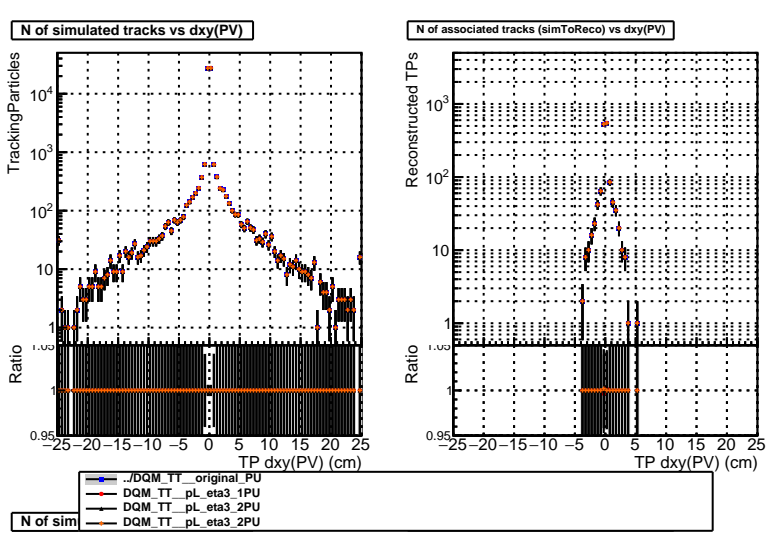 N of simulated tracks vs dxy(PV)
TrackingParticles
10^4
10^3
10^2
10
1
Ratio
1.05
1
0.95
−25 −20 −15 −10 −5 0 5 10 15 20 25
TP dxy(PV) (cm)
N of associated tracks (simToReco) vs dxy(PV)
Reconstructed TPs
10^3
10^2
10
1
Ratio
1.05
1
0.95
−25 −20 −15 −10 −5 0 5 10 15 20 25
TP dxy(PV) (cm)
../DQM_TT__original_PU
DQM_TT__pL_eta3_1PU
DQM_TT__pL_eta3_2PU
DQM_TT__pL_eta3_2PU
N of sim